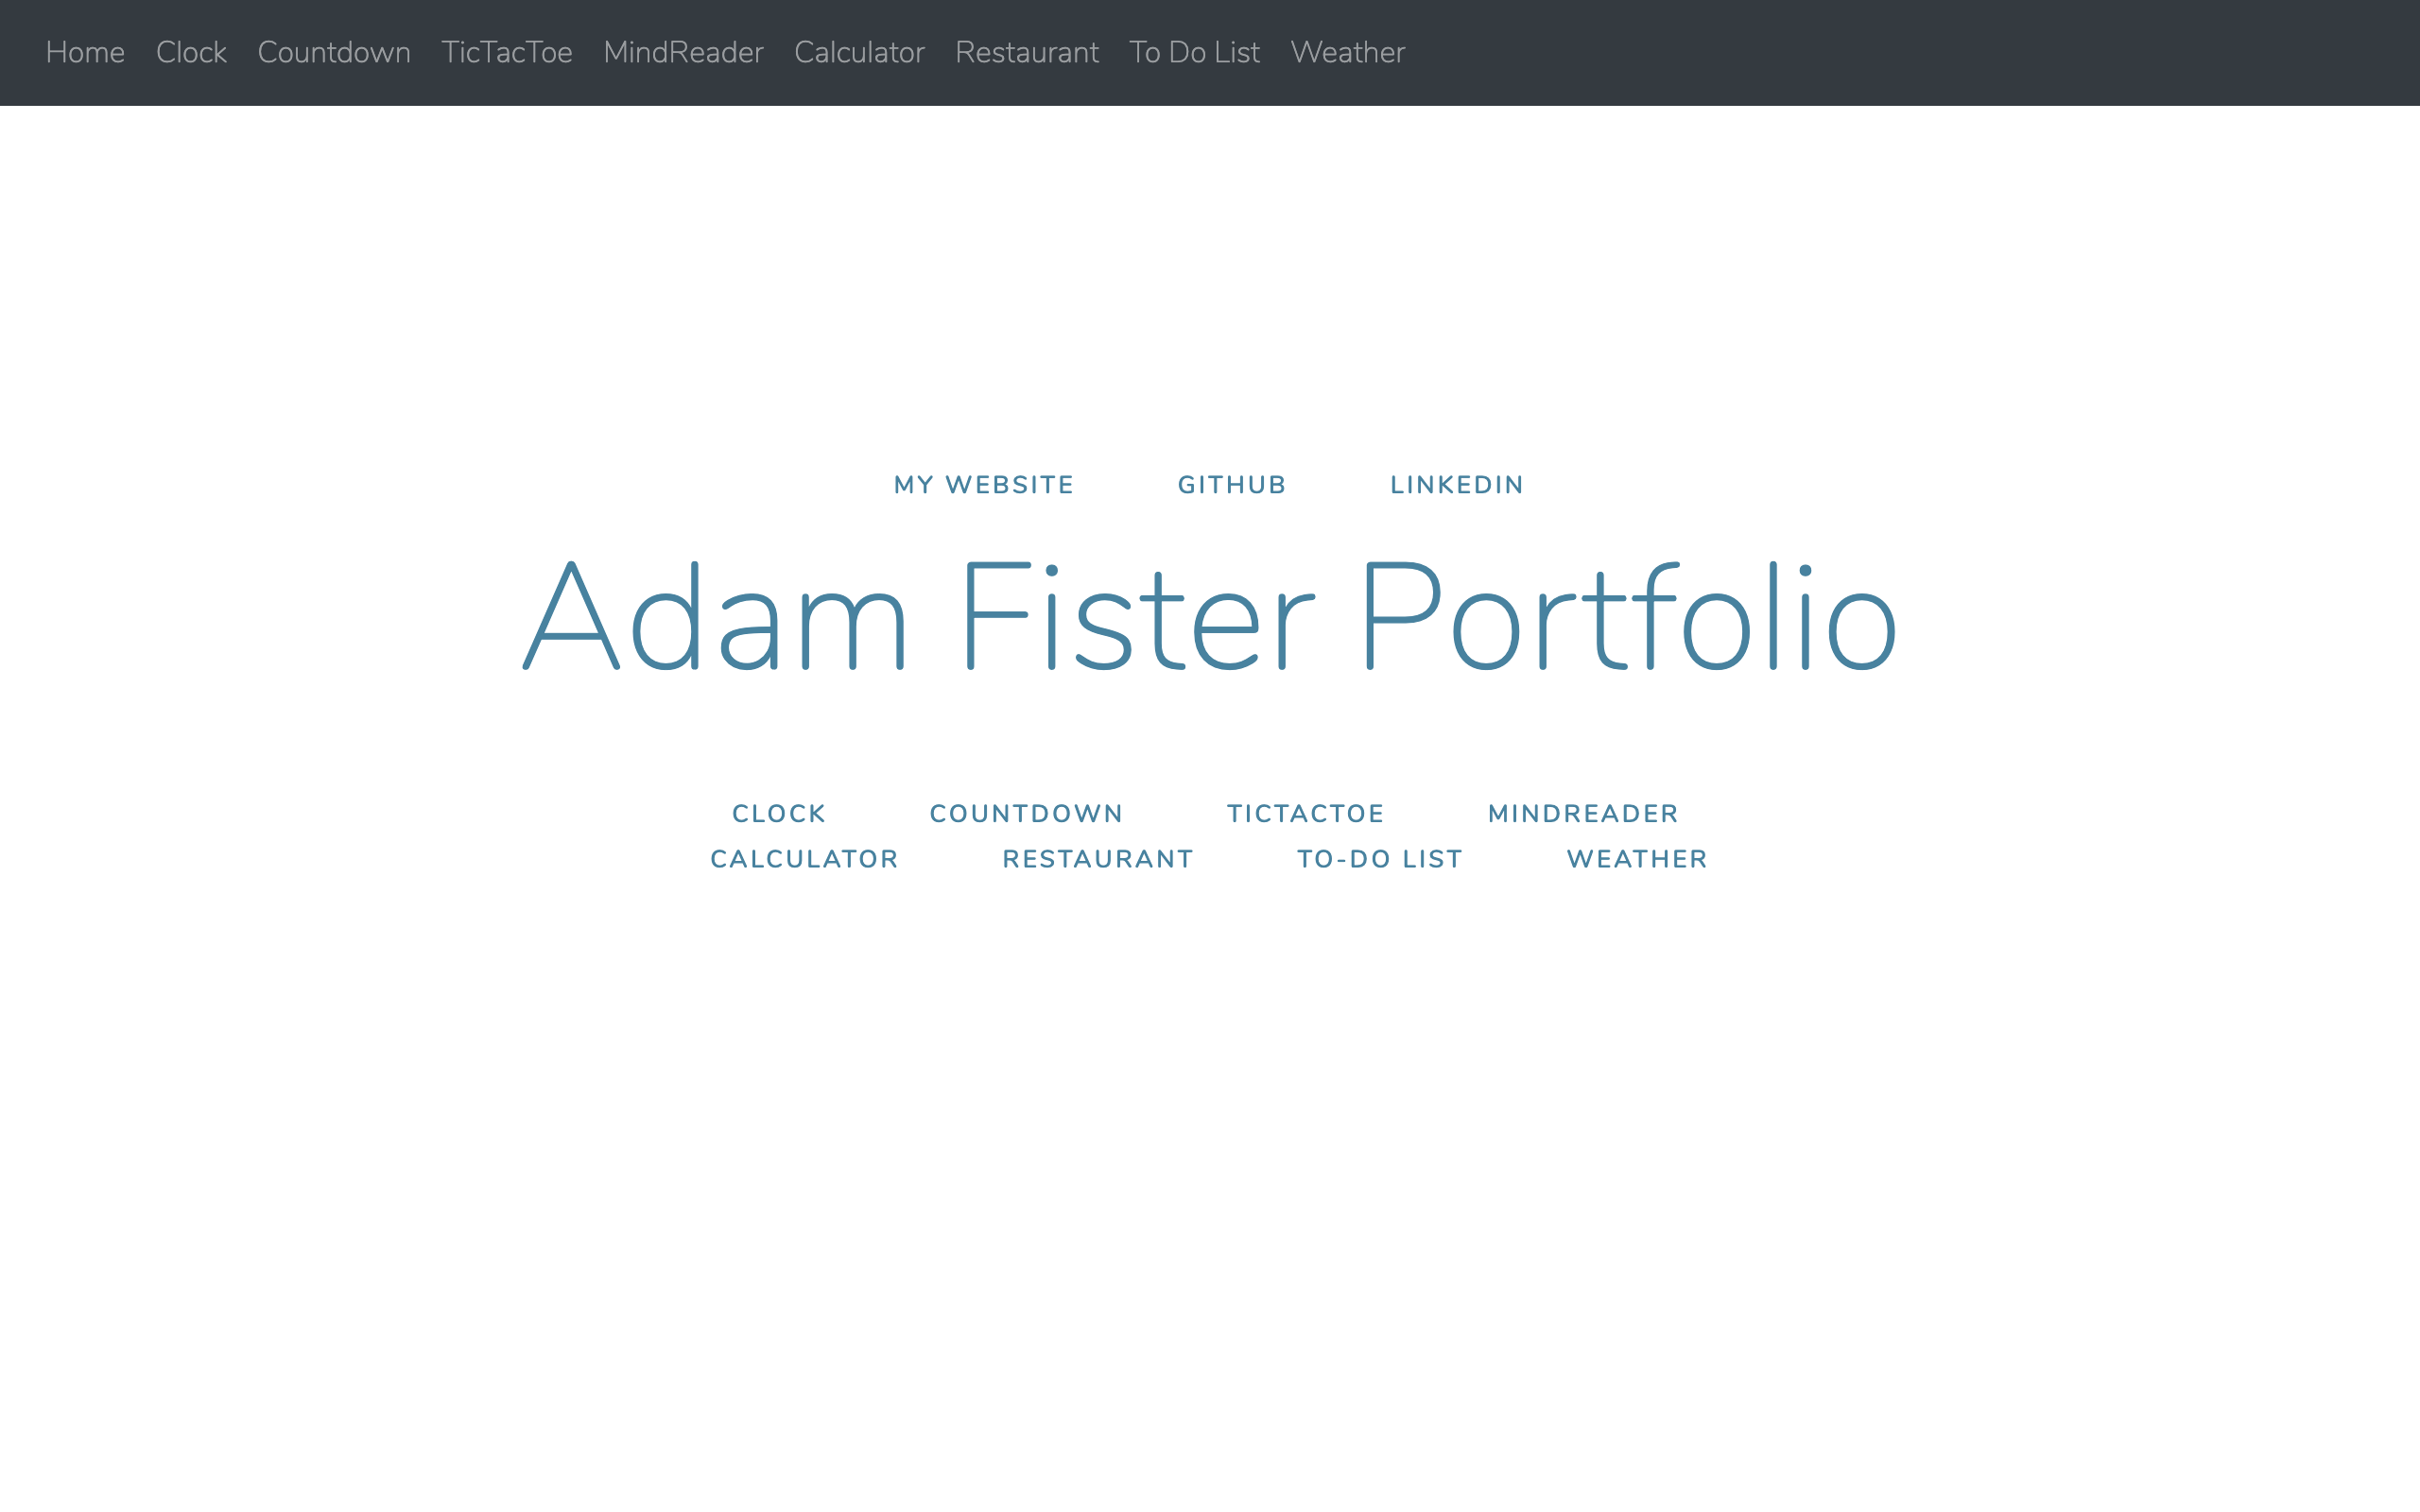 Home Clock Countdown TicTacToe MindReader Calculator Restaurant To Do List Weather
MY WEBSITE GITHUB LINKEDIN
Adam Fister Portfolio
CLOCK COUNTDOWN TICTACTOE MINDREADER
CALCULATOR RESTAURANT TO-DO LIST WEATHER